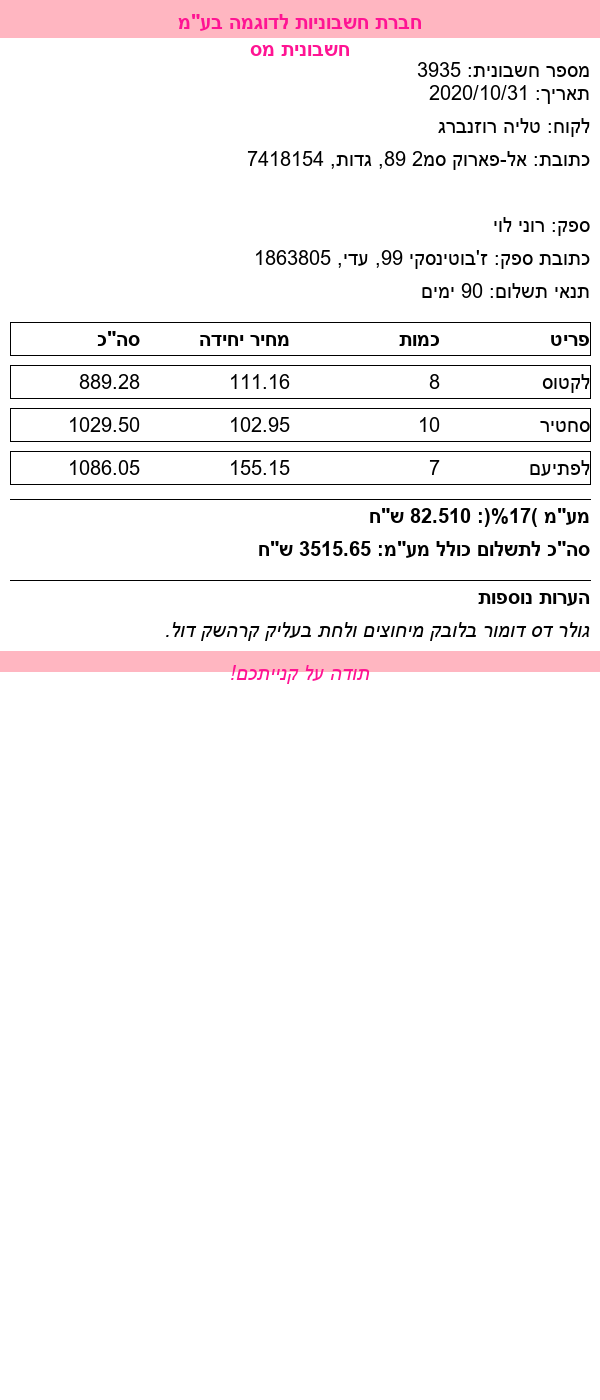 חברת חשבוניות לדוגמה בע"מ
חשבונית מס
מספר חשבונית: 3935
תאריך: 2020/10/31
לקוח: טליה רוזנברג
כתובת: אל-פארוק סמ2 89, גדות, 7418154
ספק: רוני לוי
כתובת ספק: ז'בוטינסקי 99, עדי, 1863805
תנאי תשלום: 90 ימים
פריט כמות מחיר יחידה סה"כ
לקטוס 8 111.16 889.28
סחטיר 10 102.95 1029.50
לפתיעם 7 155.15 1086.05
מע"מ )17%(: 82.510 ש"ח
סה"כ לתשלום כולל מע"מ: 3515.65 ש"ח
הערות נוספות
גולר דס דומור בלובק מיחוצים ולחת בעליק קרהשק דול.
תודה על קנייתכם!